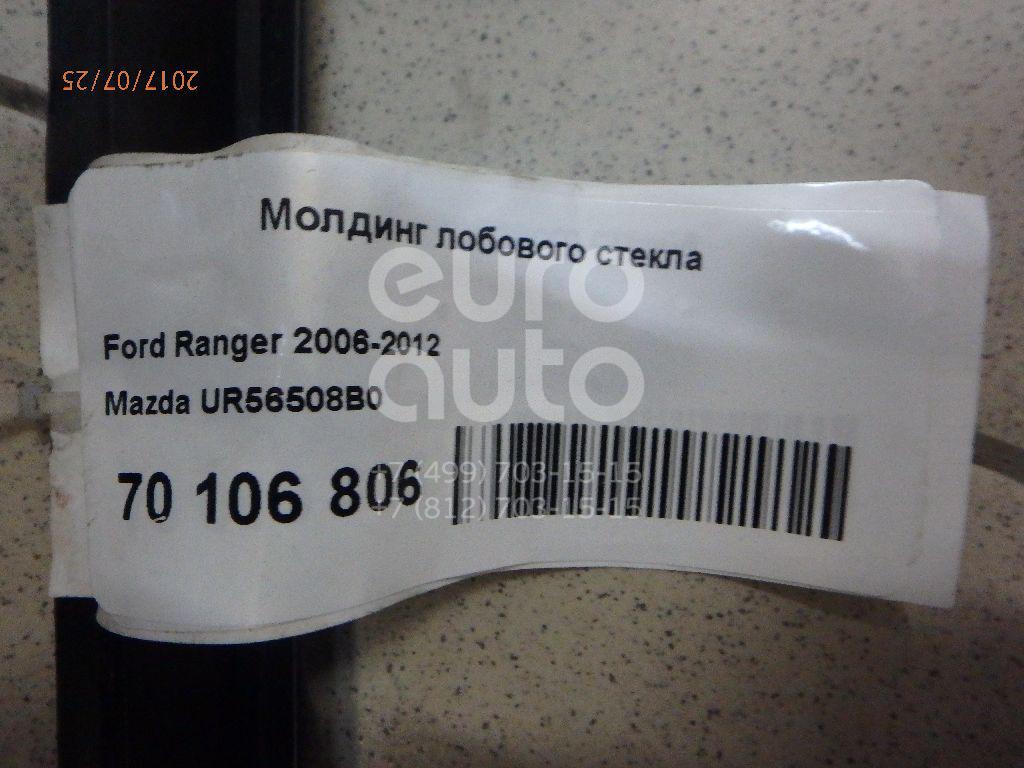 2017/07/25
Молдинг лобового стекла
euro
auto
Ford Ranger 2006-2012
Mazda UR56508B0
70 106 806
+7 (499) 703-15-15
+7 (812) 703-15-15